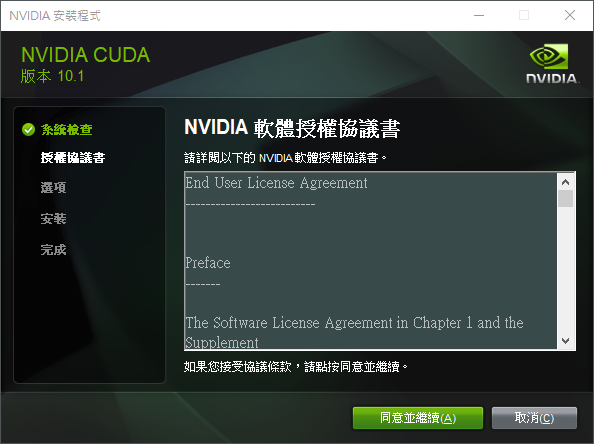 NVIDIA 安裝程式
NVIDIA CUDA
版本 10.1
NVIDIA.
系統檢查
授權協議書
選項
安裝
完成
NVIDIA 軟體授權協議書
請詳閱以下的 NVIDIA 軟體授權協議書。
End User License Agreement
--------------------------
Preface
-------
The Software License Agreement in Chapter 1 and the
Supplement
如果您接受協議條款，請點按同意並繼續。
同意並繼續(A)
取消(C)